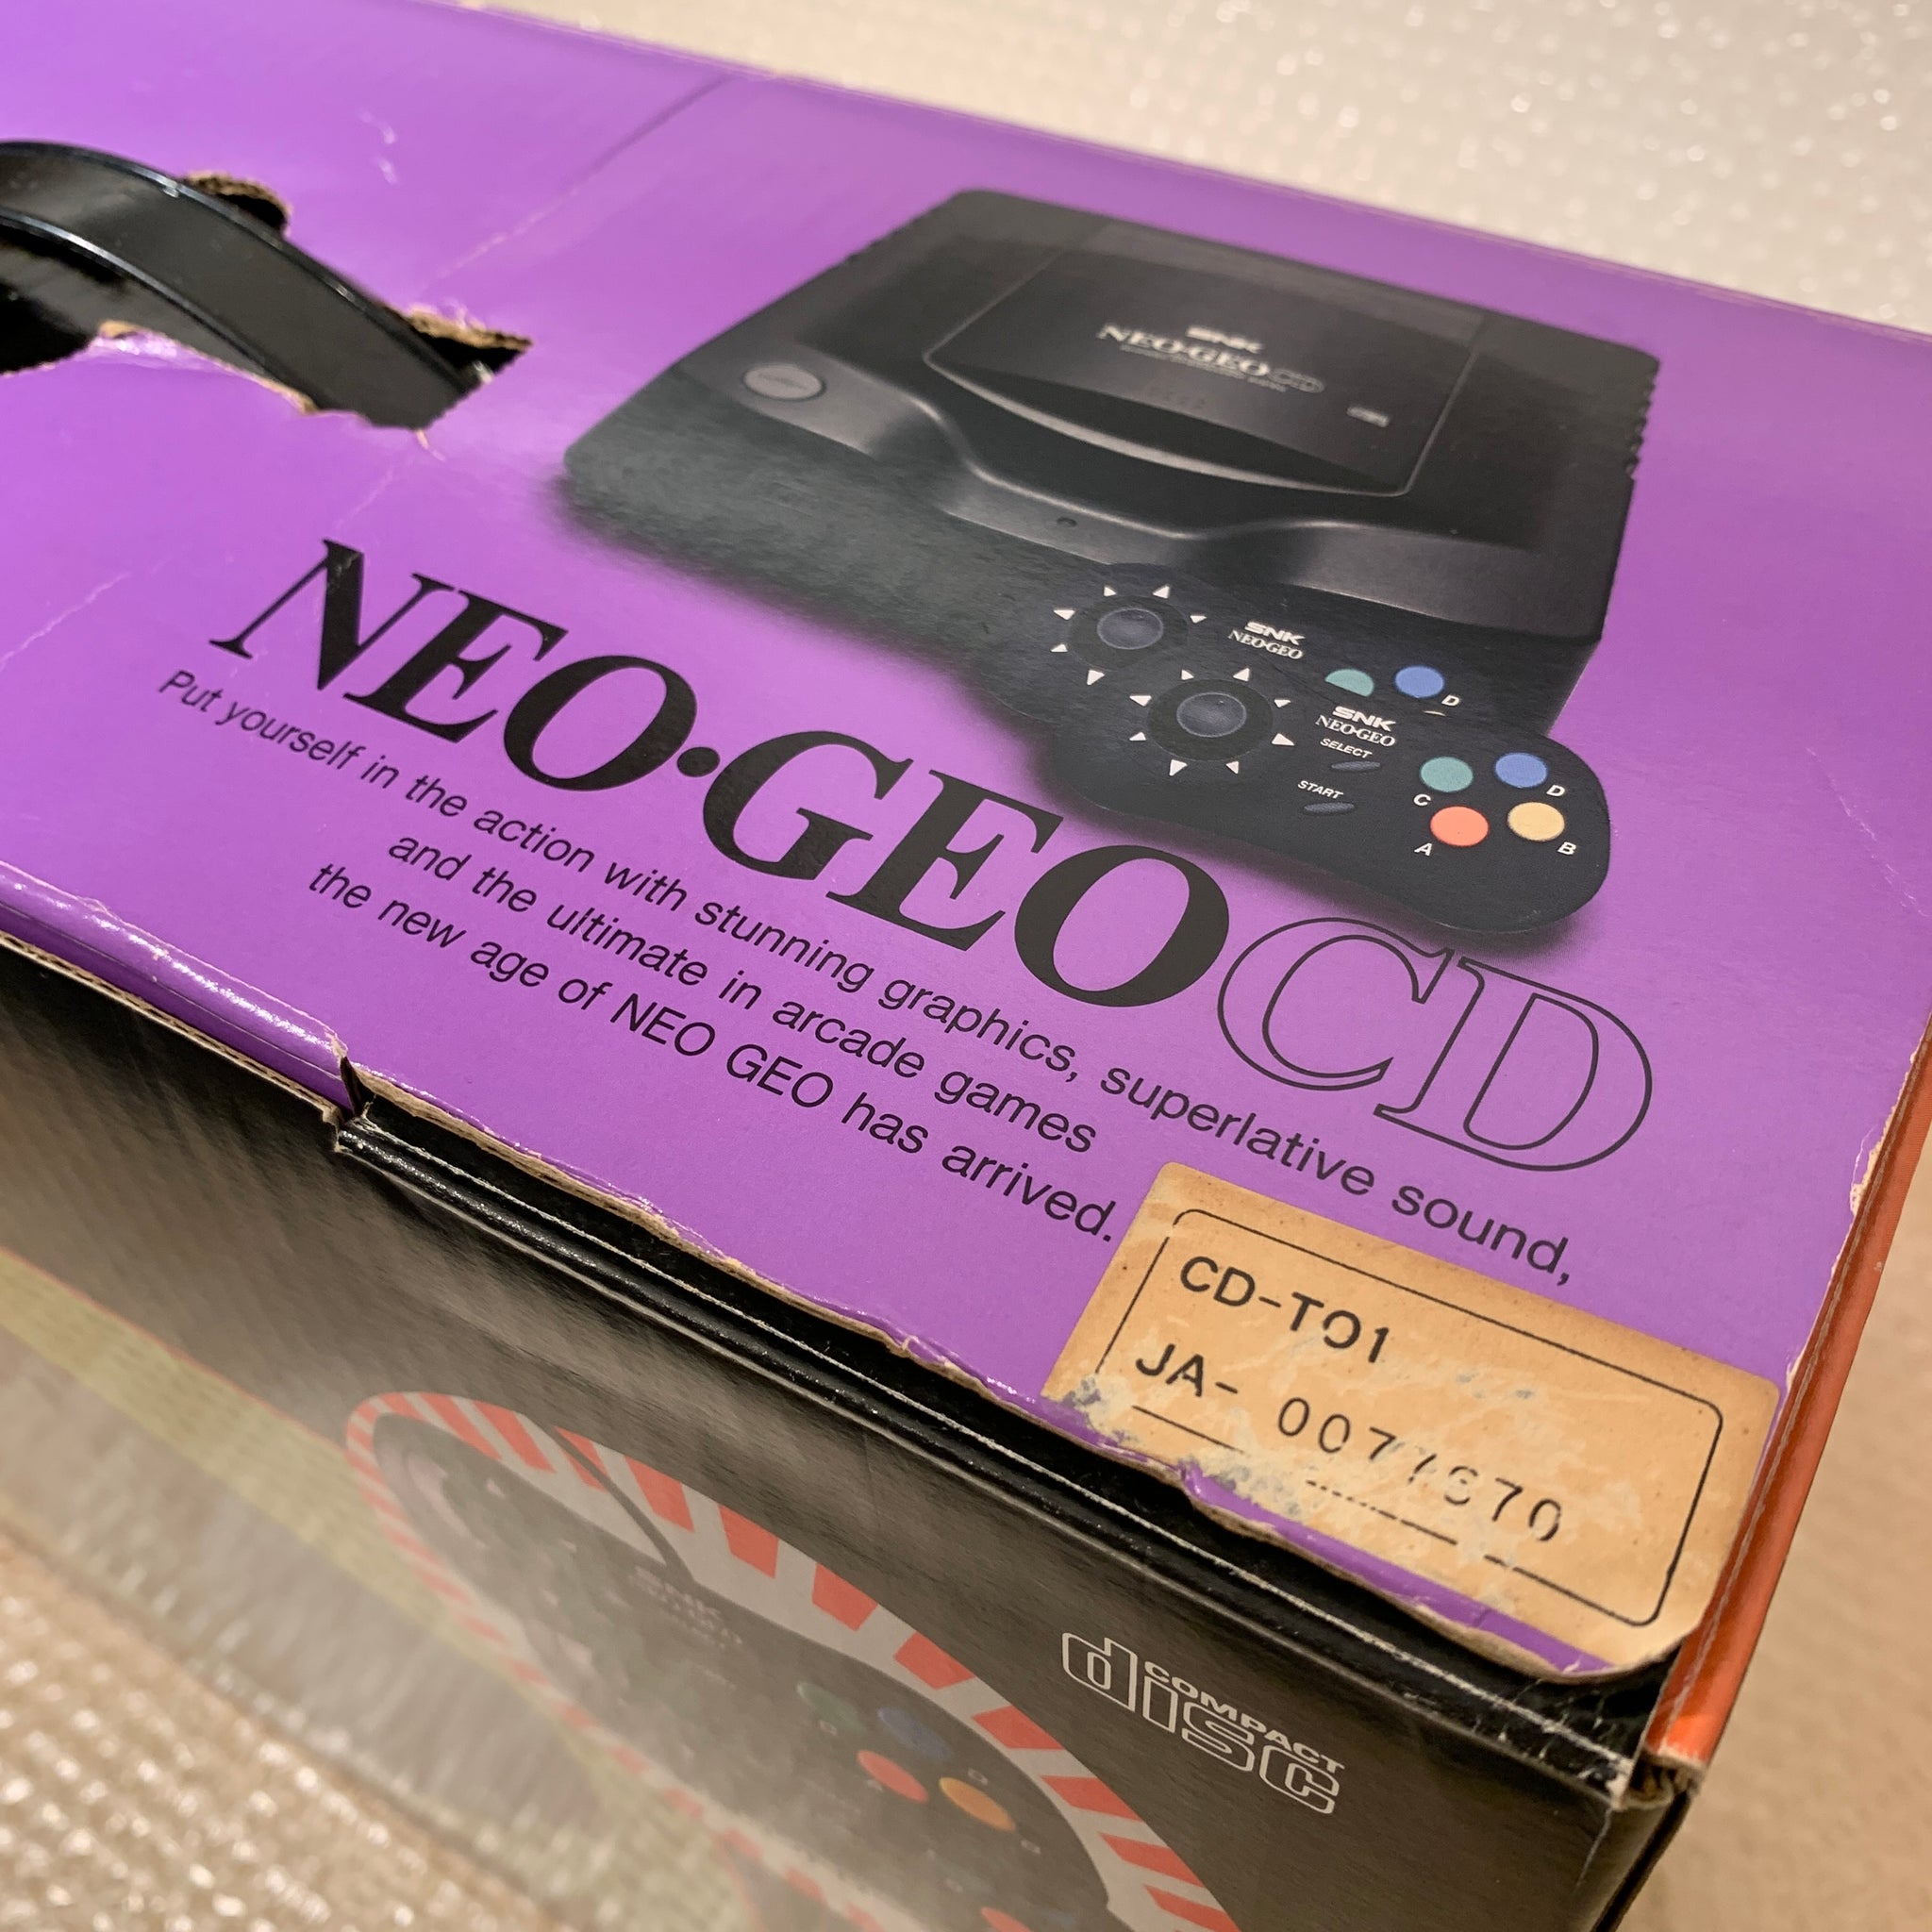 SNK
NEO·GEO CD
SNK
NEO·GEO
D
SNK
NEO·GEO
SELECT
START
C
D
A
B
NEO·GEO CD
Put yourself in the action with stunning graphics, superlative sound,
and the ultimate in arcade games
the new age of NEO GEO has arrived.
CD-T01
JA-
COMPACT
disc
SNK